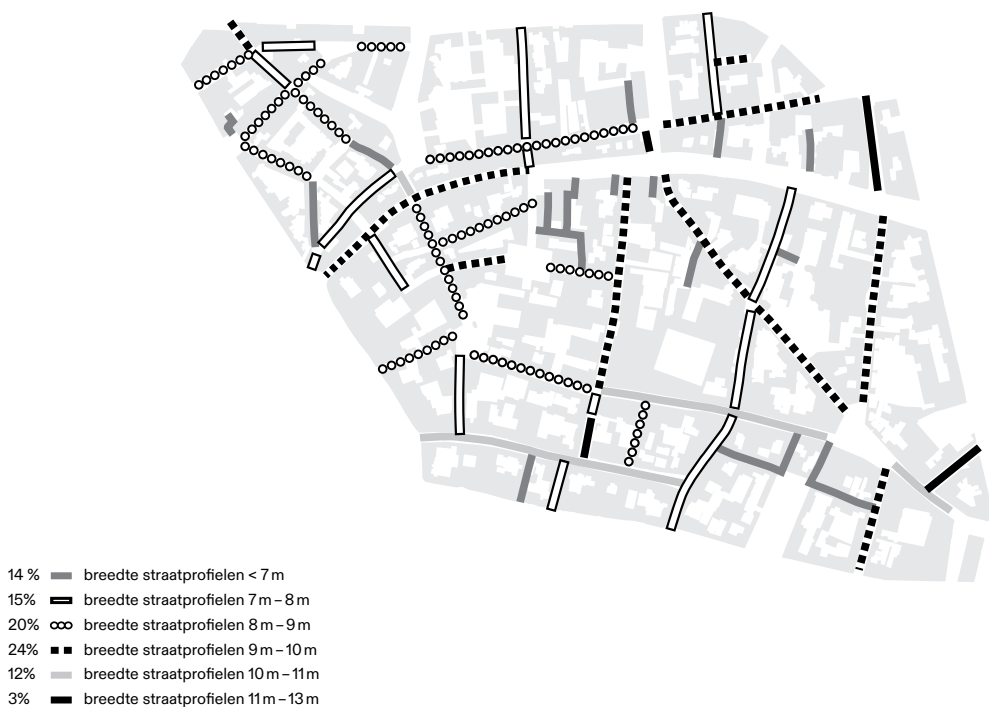 14 % breedte straatprofielen < 7 m
15% breedte straatprofielen 7 m – 8 m
20% breedte straatprofielen 8 m – 9 m
24% breedte straatprofielen 9 m – 10 m
12% breedte straatprofielen 10 m – 11 m
3% breedte straatprofielen 11 m – 13 m